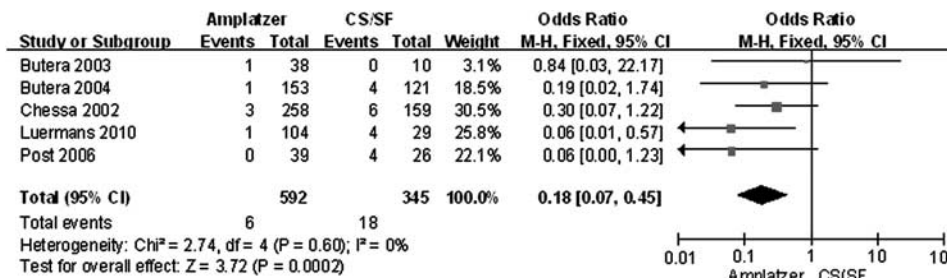 Amplatzer CS/SF Odds Ratio Odds Ratio
Study or Subgroup Events Total Events Total Weight M-H, Fixed, 95% CI M-H, Fixed, 95% CI
Butera 2003 1 38 0 10 3.1% 0.84 [0.03, 22.17]
Butera 2004 1 153 4 121 18.5% 0.19 [0.02, 1.74]
Chessa 2002 3 258 6 159 30.5% 0.30 [0.07, 1.22]
Luermans 2010 1 104 4 29 25.8% 0.06 [0.01, 0.57]
Post 2006 0 39 4 26 22.1% 0.06 [0.00, 1.23]
Total (95% CI) 592 345 100.0% 0.18 [0.07, 0.45]
Total events 6 18
Heterogeneity: Chi² = 2.74, df = 4 (P = 0.60); I² = 0%
Test for overall effect: Z = 3.72 (P = 0.0002)
0.01 0.1 1 10 10
Amplatzer CS/SF